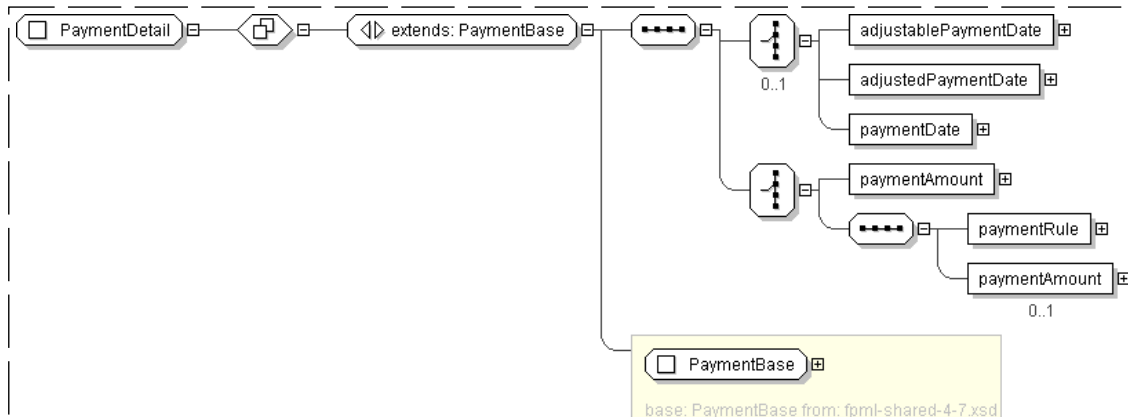 PaymentDetail
extends: PaymentBase
adjustablePaymentDate
0..1
adjustedPaymentDate
paymentDate
paymentAmount
paymentRule
paymentAmount
0..1
PaymentBase
base: PaymentBase from: fpml-shared-4-7.xsd